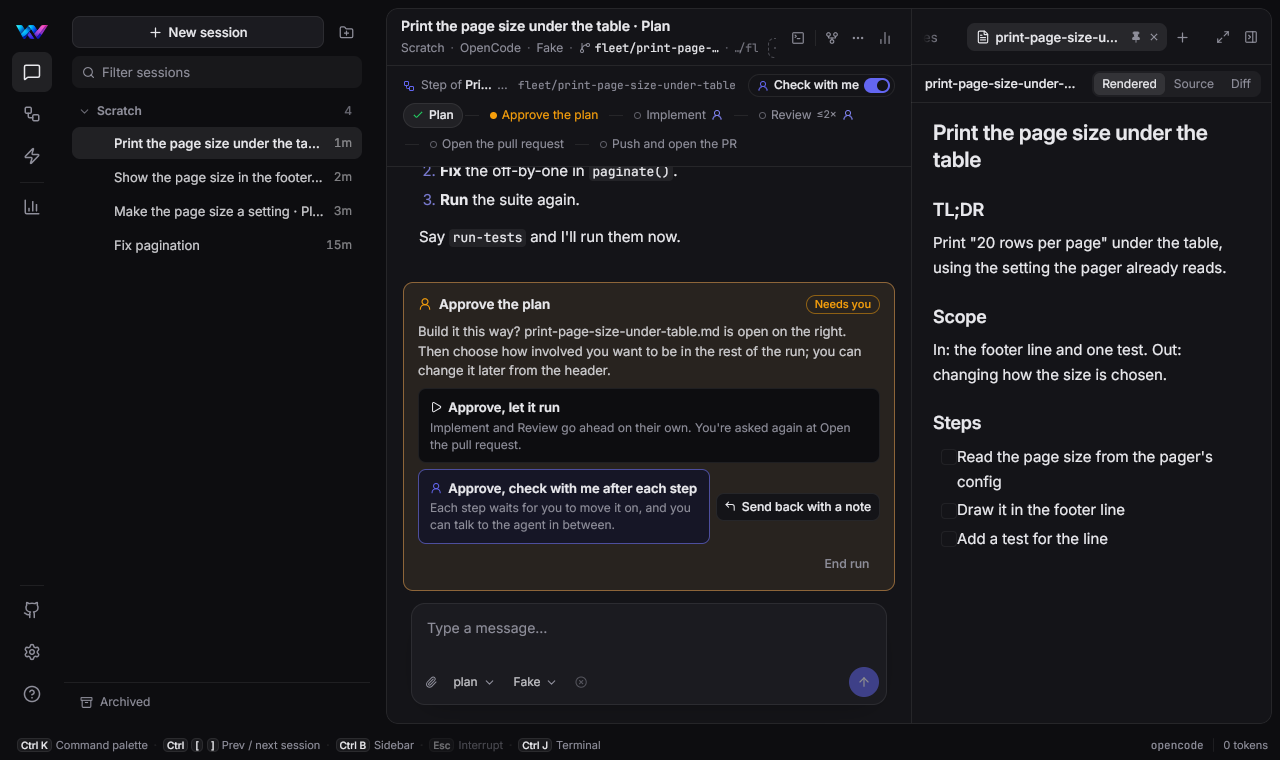 New session
Filter sessions
Scratch 4
Print the page size under the ta... 1m
Show the page size in the footer... 2m
Make the page size a setting · Pl... 3m
Fix pagination 15m
Archived
Print the page size under the table · Plan
Scratch · OpenCode · Fake · fleet/print-page-… · …/fl
Step of Pri... ... fleet/print-page-size-under-table Check with me
Plan Approve the plan Implement Review ≤2×
Open the pull request Push and open the PR
2. Fix the off-by-one in paginate().
3. Run the suite again.
Say run-tests and I'll run them now.
Approve the plan Needs you
Build it this way? print-page-size-under-table.md is open on the right.
Then choose how involved you want to be in the rest of the run; you can
change it later from the header.
Approve, let it run
Implement and Review go ahead on their own. You're asked again at Open
the pull request.
Approve, check with me after each step
Each step waits for you to move it on, and you
can talk to the agent in between.
Send back with a note
End run
Type a message...
plan Fake
es print-page-size-u...
print-page-size-under-... Rendered Source Diff
Print the page size under the
table
TL;DR
Print "20 rows per page" under the table,
using the setting the pager already reads.
Scope
In: the footer line and one test. Out:
changing how the size is chosen.
Steps
Read the page size from the pager's
config
Draw it in the footer line
Add a test for the line
Ctrl K Command palette · Ctrl [ ] Prev / next session · Ctrl B Sidebar · Esc Interrupt · Ctrl J Terminal
opencode 0 tokens